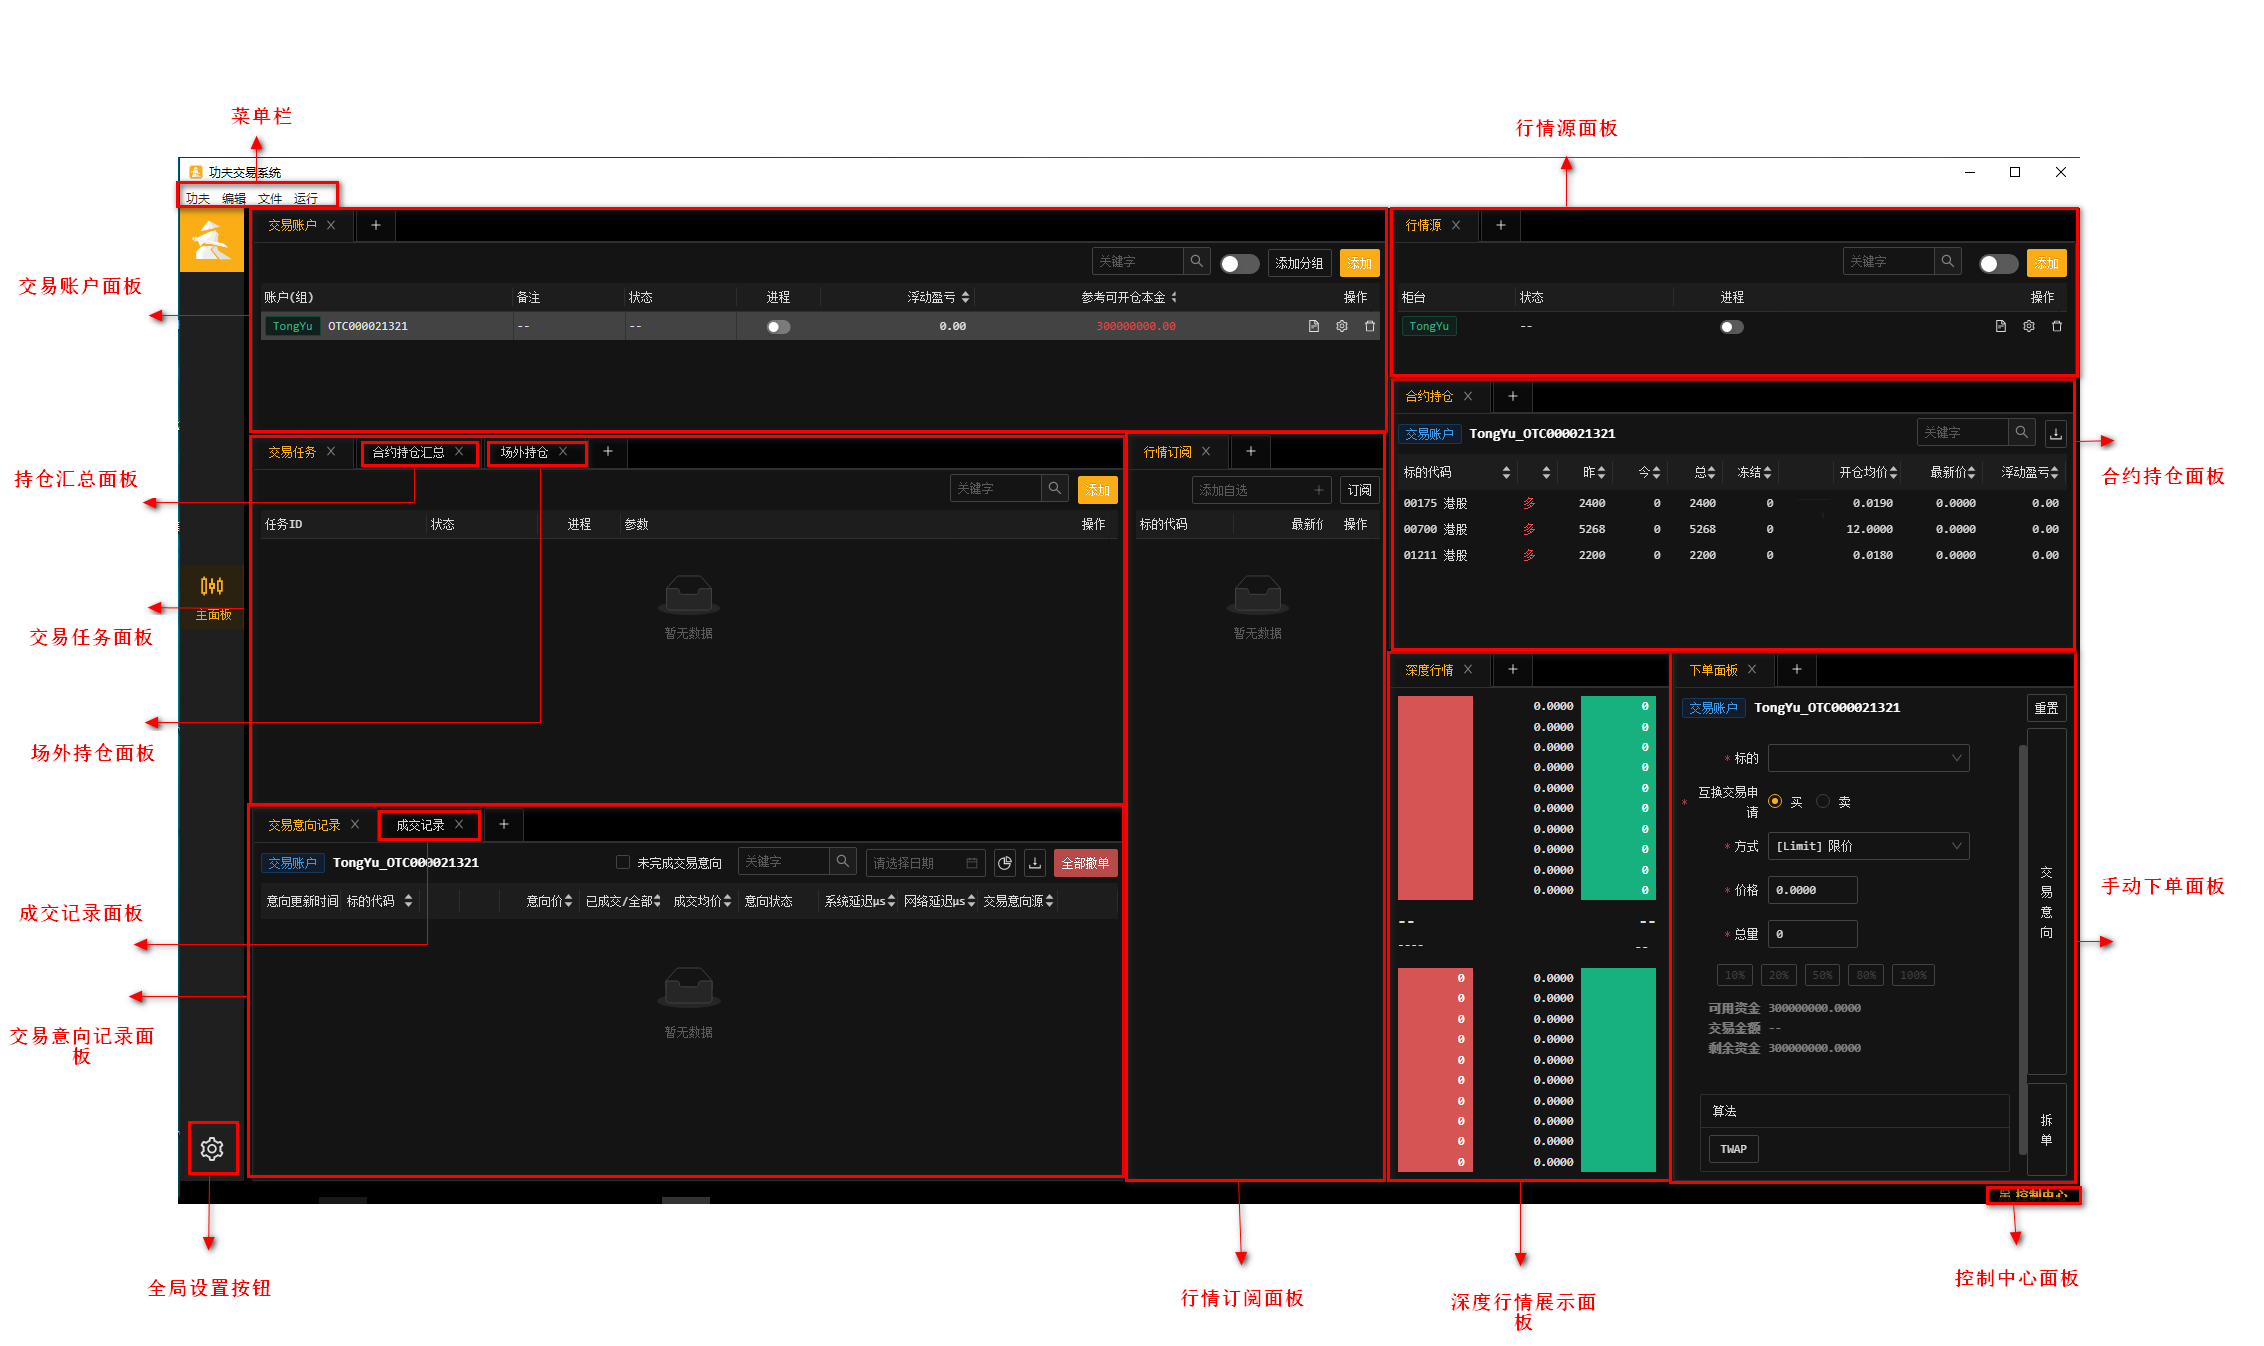 菜单栏
行情源面板
功夫交易系统
功夫 编辑 文件 运行
交易账户
行情源
关键字 添加分组 添加
关键字 添加
交易账户面板
账户(组) 备注 状态 进程 浮动盈亏 参考可开仓本金 操作
柜台 状态 进程 操作
TongYu OTC000021321 -- -- 0.00 300000000.00
TongYu --
合约持仓
交易账户 TongYu_OTC000021321 关键字
交易任务 合约持仓汇总 场外持仓
行情订阅
持仓汇总面板
合约持仓面板
标的代码 昨 今 总 冻结 开仓均价 最新价 浮动盈亏
关键字 添加
添加自选 订阅
00175 港股 多 2400 0 2400 0 0.0190 0.0000 0.00
任务ID 状态 进程 参数 操作
标的代码 最新价 操作
00700 港股 多 5268 0 5268 0 12.0000 0.0000 0.00
01211 港股 多 2200 0 2200 0 0.0180 0.0000 0.00
主面板
交易任务面板
暂无数据
暂无数据
深度行情
下单面板
交易账户 TongYu_OTC000021321 重置
场外持仓面板
0.0000 0
0.0000 0
0.0000 0
0.0000 0
0.0000 0
0.0000 0
0.0000 0
0.0000 0
0.0000 0
0.0000 0
-- --
---- --
0 0.0000
0 0.0000
0 0.0000
0 0.0000
0 0.0000
0 0.0000
0 0.0000
0 0.0000
0 0.0000
0 0.0000
* 标的
* 互换交易申请 买 卖
* 方式 [Limit] 限价
* 价格 0.0000
* 总量 0
10% 20% 50% 80% 100%
可用资金 300000000.0000
交易金额 --
剩余资金 300000000.0000
算法
TWAP
交易意向
拆单
手动下单面板
交易意向记录 成交记录
交易账户 TongYu_OTC000021321 未完成交易意向 关键字 请选择日期 全部撤单
意向更新时间 标的代码 意向价 已成交/全部 成交均价 意向状态 系统延迟μs 网络延迟μs 交易意向源
成交记录面板
暂无数据
交易意向记录面
板
控制中心
全局设置按钮
行情订阅面板
深度行情展示面
板
控制中心面板